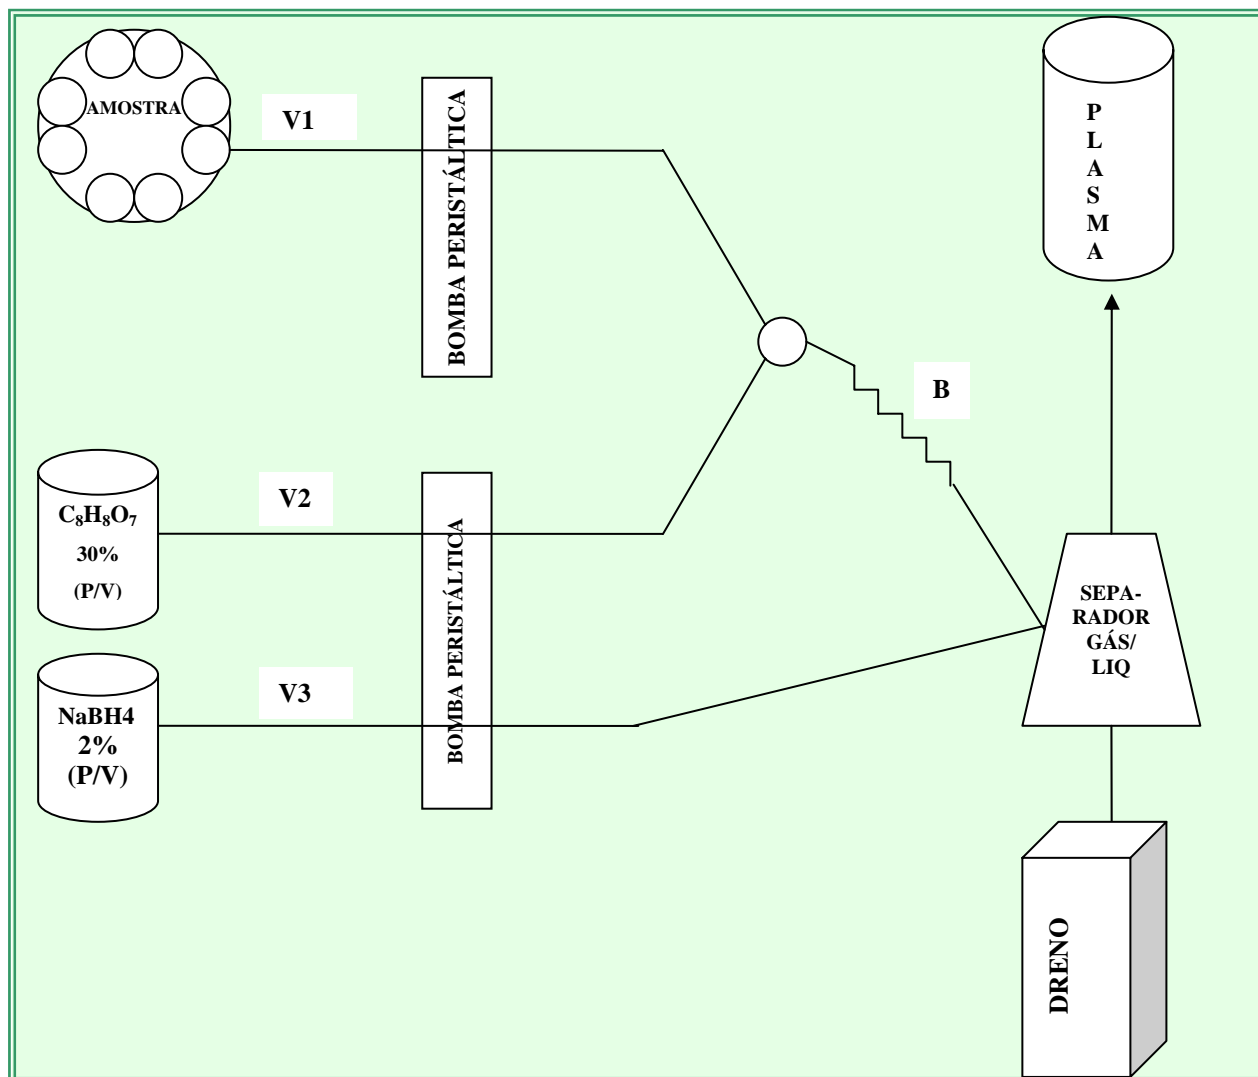 AMOSTRA
V1
BOMBA PERISTÁLTICA
P
L
A
S
M
A
B
C₈H₈O₇
30%
(P/V)
V2
BOMBA PERISTÁLTICA
SEPA-
RADOR
GÁS/
LIQ
NaBH4
2%
(P/V)
V3
DRENO